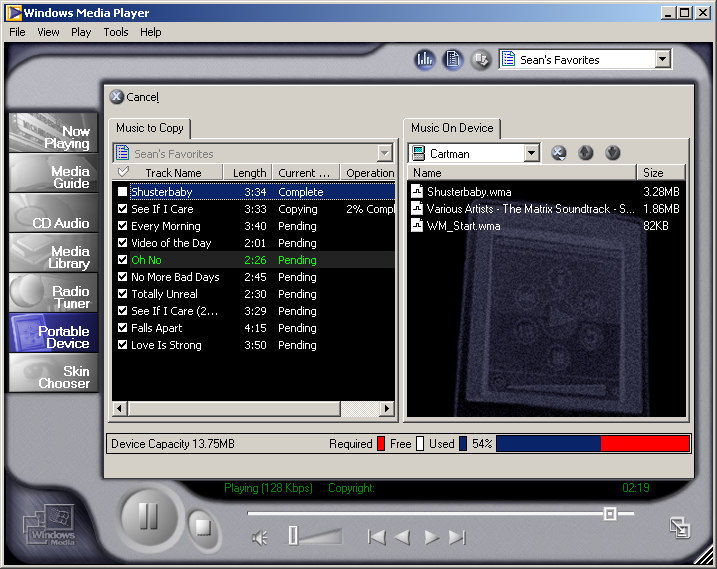 Windows Media Player
File View Play Tools Help
Sean's Favorites
Cancel
Now Playing
Media Guide
CD Audio
Media Library
Radio Tuner
Portable Device
Skin Chooser
Music to Copy
Sean's Favorites
Track Name Length Current ... Operation
Shusterbaby 3:34 Complete
See If I Care 3:33 Copying 2% Compl
Every Morning 3:40 Pending
Video of the Day 2:01 Pending
Oh No 2:26 Pending
No More Bad Days 2:45 Pending
Totally Unreal 2:30 Pending
See If I Care (2... 3:29 Pending
Falls Apart 4:15 Pending
Love Is Strong 3:50 Pending
Music On Device
Cartman
Name Size
Shusterbaby.wma 3.28MB
Various Artists - The Matrix Soundtrack - S... 1.86MB
WM_Start.wma 82KB
Device Capacity 13.75MB Required Free Used 54%
Playing (128 Kbps) Copyright: 02:19
Windows Media